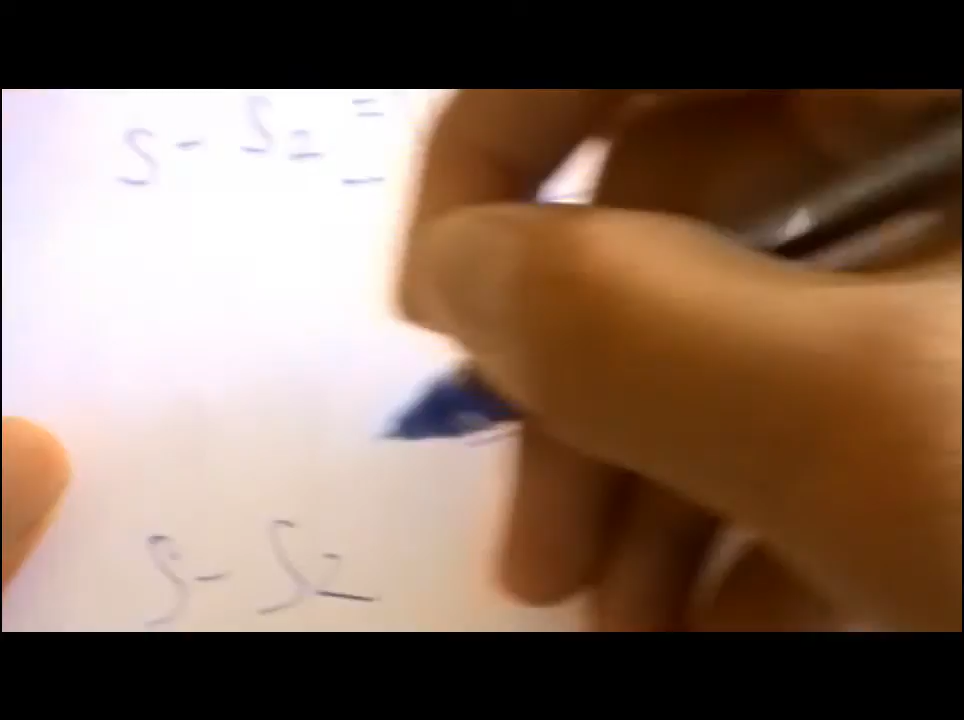 S - S₂ =
S - S₂